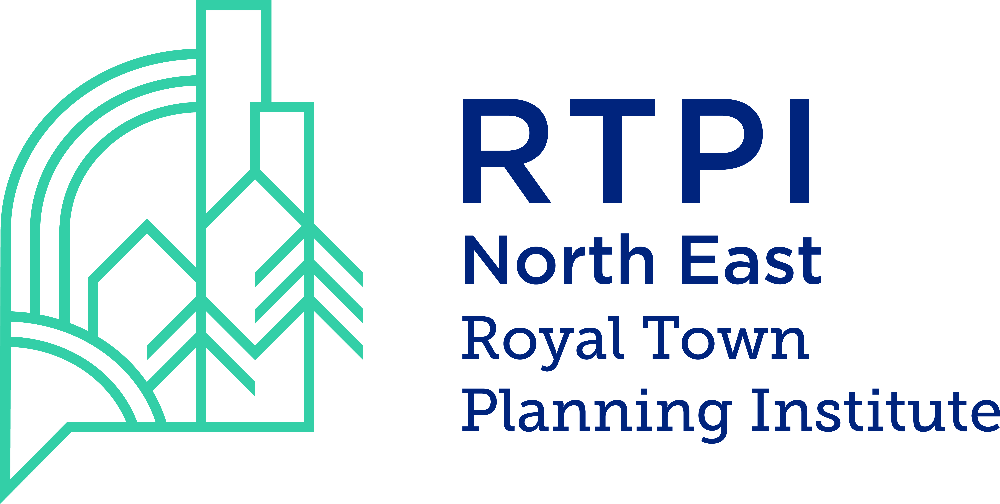 RTPI
North East
Royal Town
Planning Institute